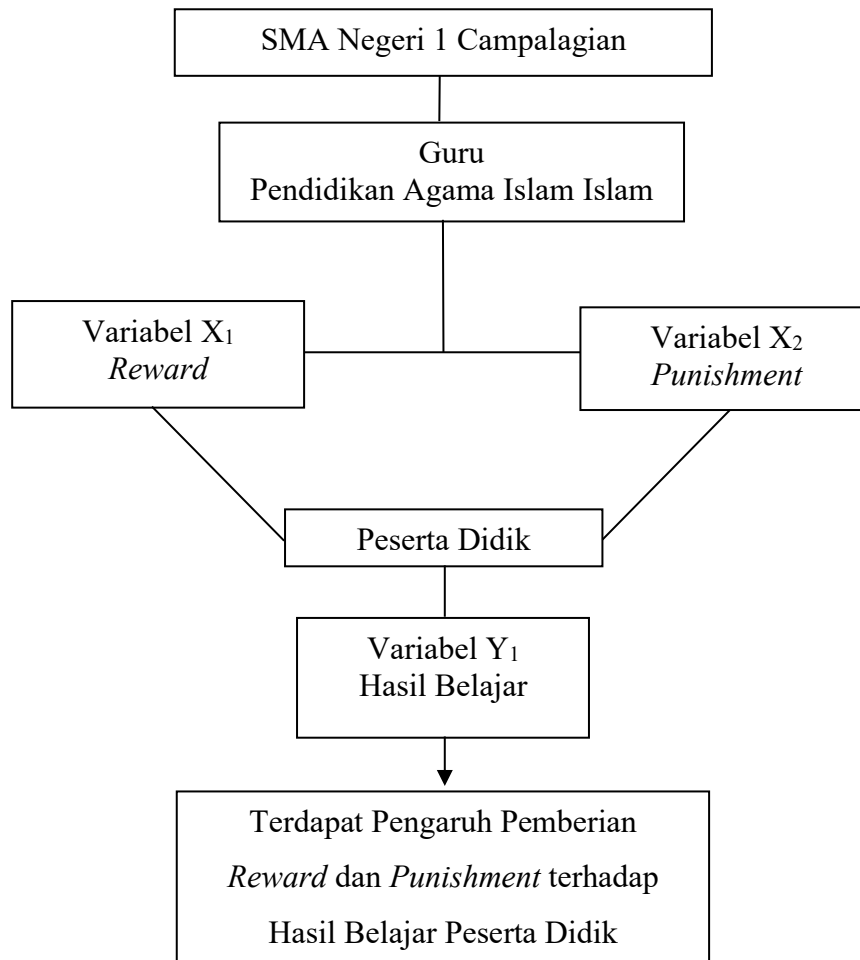 SMA Negeri 1 Campalagian
Guru
Pendidikan Agama Islam Islam
Variabel X₁
Reward
Variabel X₂
Punishment
Peserta Didik
Variabel Y₁
Hasil Belajar
Terdapat Pengaruh Pemberian
Reward dan Punishment terhadap
Hasil Belajar Peserta Didik